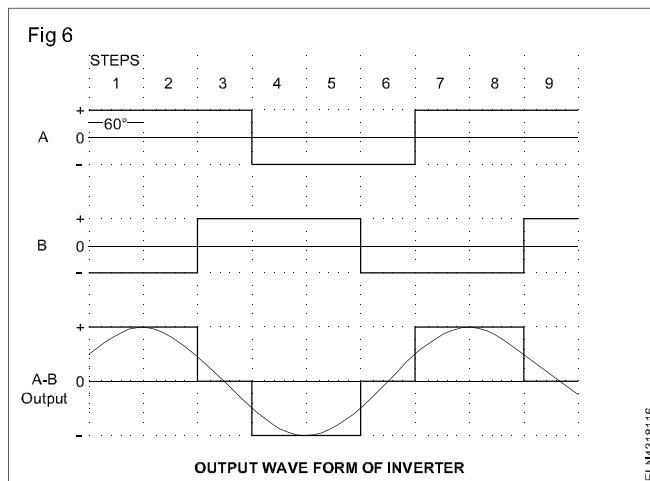 Fig 6
STEPS
1 2 3 4 5 6 7 8 9
+
60°
A 0
-
+
B 0
-
+
A-B 0
Output
-
OUTPUT WAVE FORM OF INVERTER
ELN4318116